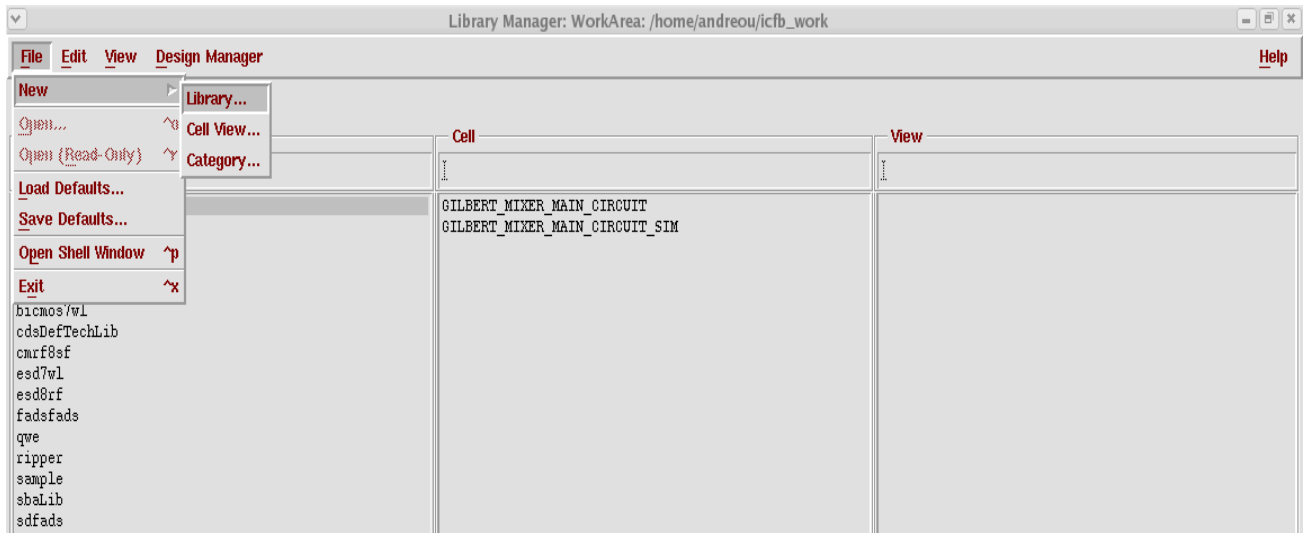 Library Manager: WorkArea: /home/andreou/icfb_work
File Edit View Design Manager Help
New
Library...
Cell View...
Category...
Open... ^o
Open (Read-Only) ^r
Load Defaults...
Save Defaults...
Open Shell Window ^p
Exit ^x
Cell
View
GILBERT_MIXER_MAIN_CIRCUIT
GILBERT_MIXER_MAIN_CIRCUIT_SIM
bicmos7wl
cdsDefTechLib
cmrf8sf
esd7wl
esd8rf
fadsfads
qwe
ripper
sample
sbaLib
sdfads